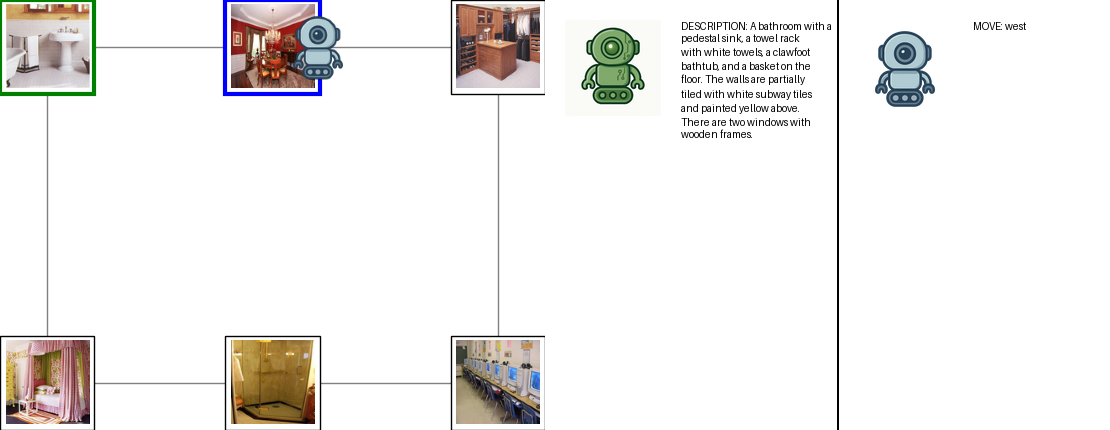 DESCRIPTION: A bathroom with a
pedestal sink, a towel rack
with white towels, a clawfoot
bathtub, and a basket on the
floor. The walls are partially
tiled with white subway tiles
and painted yellow above.
There are two windows with
wooden frames.
MOVE: west